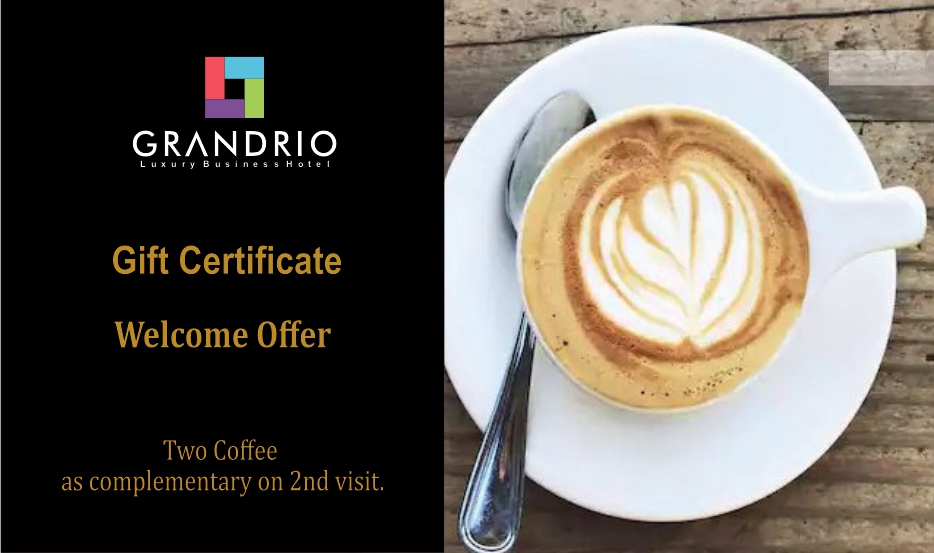 GRANDRIO
Luxury Business Hotel
Gift Certificate
Welcome Offer
Two Coffee
as complementary on 2nd visit.